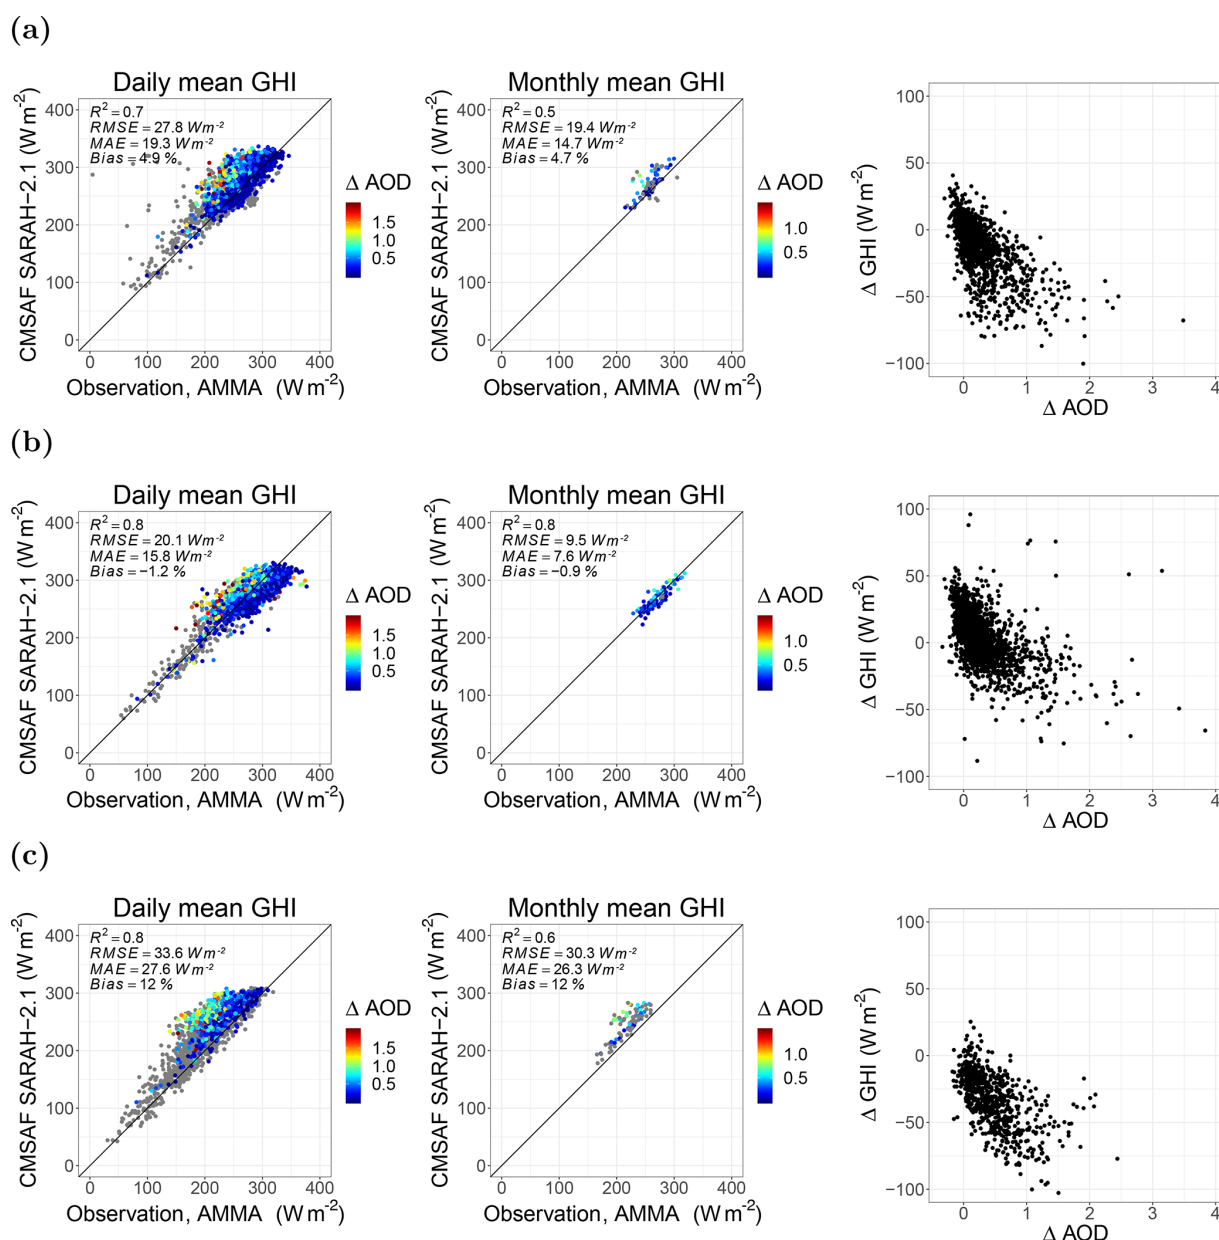 (a)
Daily mean GHI
R² = 0.7
RMSE = 27.8 Wm⁻²
MAE = 19.3 Wm⁻²
Bias = 4.9 %
CMSAF SARAH−2.1 (W m⁻²)
400
300
200
100
0
0 100 200 300 400
Observation, AMMA (W m⁻²)
Δ AOD
1.5
1.0
0.5
Monthly mean GHI
R² = 0.5
RMSE = 19.4 Wm⁻²
MAE = 14.7 Wm⁻²
Bias = 4.7 %
CMSAF SARAH−2.1 (W m⁻²)
400
300
200
100
0
0 100 200 300 400
Observation, AMMA (W m⁻²)
Δ AOD
1.0
0.5
Δ GHI (W m⁻²)
100
50
0
−50
−100
0 1 2 3 4
Δ AOD
(b)
Daily mean GHI
R² = 0.8
RMSE = 20.1 Wm⁻²
MAE = 15.8 Wm⁻²
Bias = −1.2 %
CMSAF SARAH−2.1 (W m⁻²)
400
300
200
100
0
0 100 200 300 400
Observation, AMMA (W m⁻²)
Δ AOD
1.5
1.0
0.5
Monthly mean GHI
R² = 0.8
RMSE = 9.5 Wm⁻²
MAE = 7.6 Wm⁻²
Bias = −0.9 %
CMSAF SARAH−2.1 (W m⁻²)
400
300
200
100
0
0 100 200 300 400
Observation, AMMA (W m⁻²)
Δ AOD
1.0
0.5
Δ GHI (W m⁻²)
100
50
0
−50
−100
0 1 2 3 4
Δ AOD
(c)
Daily mean GHI
R² = 0.8
RMSE = 33.6 Wm⁻²
MAE = 27.6 Wm⁻²
Bias = 12 %
CMSAF SARAH−2.1 (W m⁻²)
400
300
200
100
0
0 100 200 300 400
Observation, AMMA (W m⁻²)
Δ AOD
1.5
1.0
0.5
Monthly mean GHI
R² = 0.6
RMSE = 30.3 Wm⁻²
MAE = 26.3 Wm⁻²
Bias = 12 %
CMSAF SARAH−2.1 (W m⁻²)
400
300
200
100
0
0 100 200 300 400
Observation, AMMA (W m⁻²)
Δ AOD
1.0
0.5
Δ GHI (W m⁻²)
100
50
0
−50
−100
0 1 2 3 4
Δ AOD